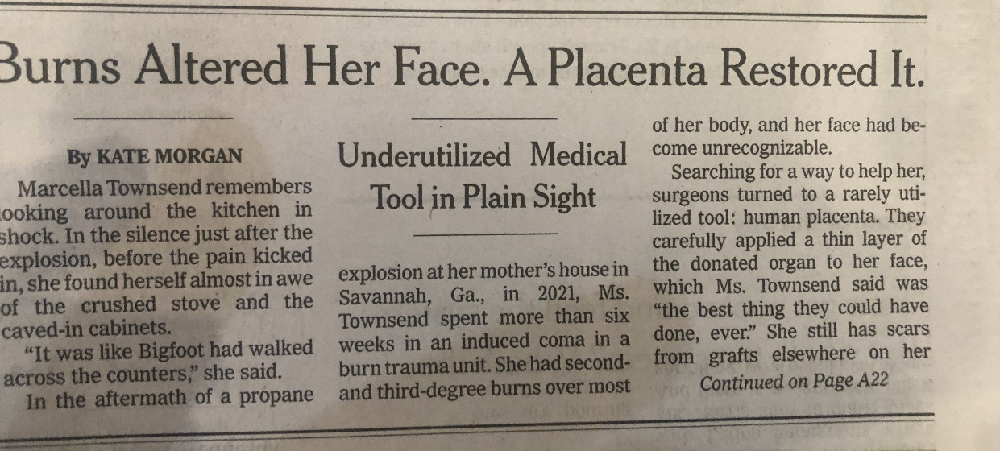 Burns Altered Her Face. A Placenta Restored It.
By KATE MORGAN
Marcella Townsend remembers
looking around the kitchen in
shock. In the silence just after the
explosion, before the pain kicked
in, she found herself almost in awe
of the crushed stove and the
caved-in cabinets.
“It was like Bigfoot had walked
across the counters,” she said.
In the aftermath of a propane
Underutilized Medical
Tool in Plain Sight
explosion at her mother’s house in
Savannah, Ga., in 2021, Ms.
Townsend spent more than six
weeks in an induced coma in a
burn trauma unit. She had second-
and third-degree burns over most
of her body, and her face had be-
come unrecognizable.
Searching for a way to help her,
surgeons turned to a rarely uti-
lized tool: human placenta. They
carefully applied a thin layer of
the donated organ to her face,
which Ms. Townsend said was
“the best thing they could have
done, ever.” She still has scars
from grafts elsewhere on her
Continued on Page A22